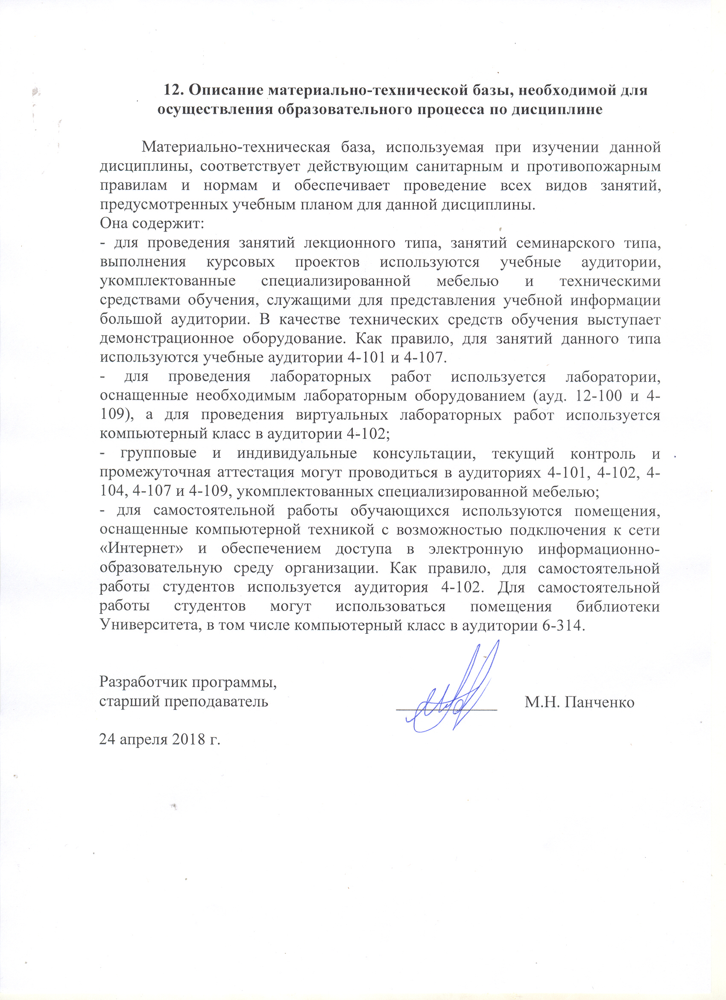 12. Описание материально-технической базы, необходимой для
осуществления образовательного процесса по дисциплине
Материально-техническая база, используемая при изучении данной
дисциплины, соответствует действующим санитарным и противопожарным
правилам и нормам и обеспечивает проведение всех видов занятий,
предусмотренных учебным планом для данной дисциплины.
Она содержит:
- для проведения занятий лекционного типа, занятий семинарского типа,
выполнения курсовых проектов используются учебные аудитории,
укомплектованные специализированной мебелью и техническими
средствами обучения, служащими для представления учебной информации
большой аудитории. В качестве технических средств обучения выступает
демонстрационное оборудование. Как правило, для занятий данного типа
используются учебные аудитории 4-101 и 4-107.
- для проведения лабораторных работ используется лаборатории,
оснащенные необходимым лабораторным оборудованием (ауд. 12-100 и 4-
109), а для проведения виртуальных лабораторных работ используется
компьютерный класс в аудитории 4-102;
- групповые и индивидуальные консультации, текущий контроль и
промежуточная аттестация могут проводиться в аудиториях 4-101, 4-102, 4-
104, 4-107 и 4-109, укомплектованных специализированной мебелью;
- для самостоятельной работы обучающихся используются помещения,
оснащенные компьютерной техникой с возможностью подключения к сети
«Интернет» и обеспечением доступа в электронную информационно-
образовательную среду организации. Как правило, для самостоятельной
работы студентов используется аудитория 4-102. Для самостоятельной
работы студентов могут использоваться помещения библиотеки
Университета, в том числе компьютерный класс в аудитории 6-314.
Разработчик программы,
старший преподаватель ____________ М.Н. Панченко
24 апреля 2018 г.